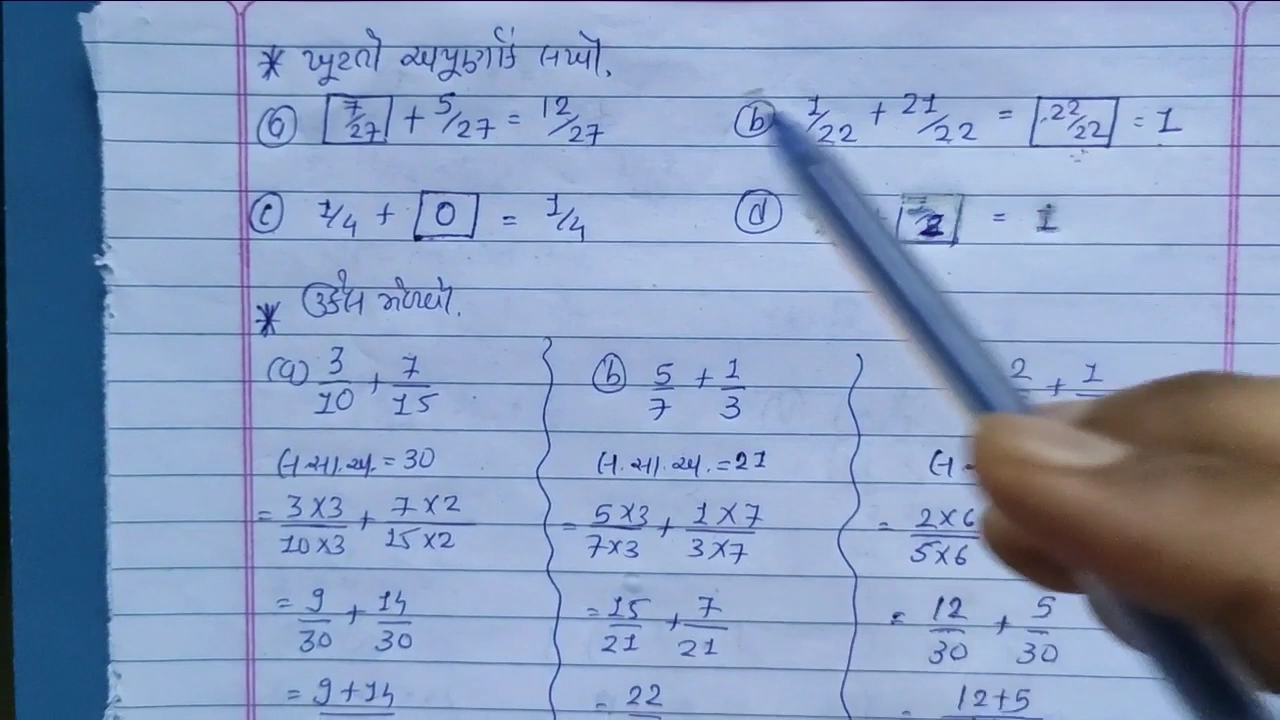 * ખુટતો અપુર્ણાંક લખો.
ⓐ 7/27 + 5/27 = 12/27
ⓑ 1/22 + 21/22 = 22/22 = 1
ⓒ 1/4 + 0 = 1/4
ⓓ = 1
* ઉકેલ મેળવો.
(a) 3/10 + 7/15
લ.સા.અ. = 30
= 3×3/10×3 + 7×2/15×2
= 9/30 + 14/30
= 9+14
ⓑ 5/7 + 1/3
લ.સા.અ. = 21
= 5×3/7×3 + 1×7/3×7
= 15/21 + 7/21
= 22
2 + 1
= 2×6/5×6
= 12/30 + 5/30
= 12+5